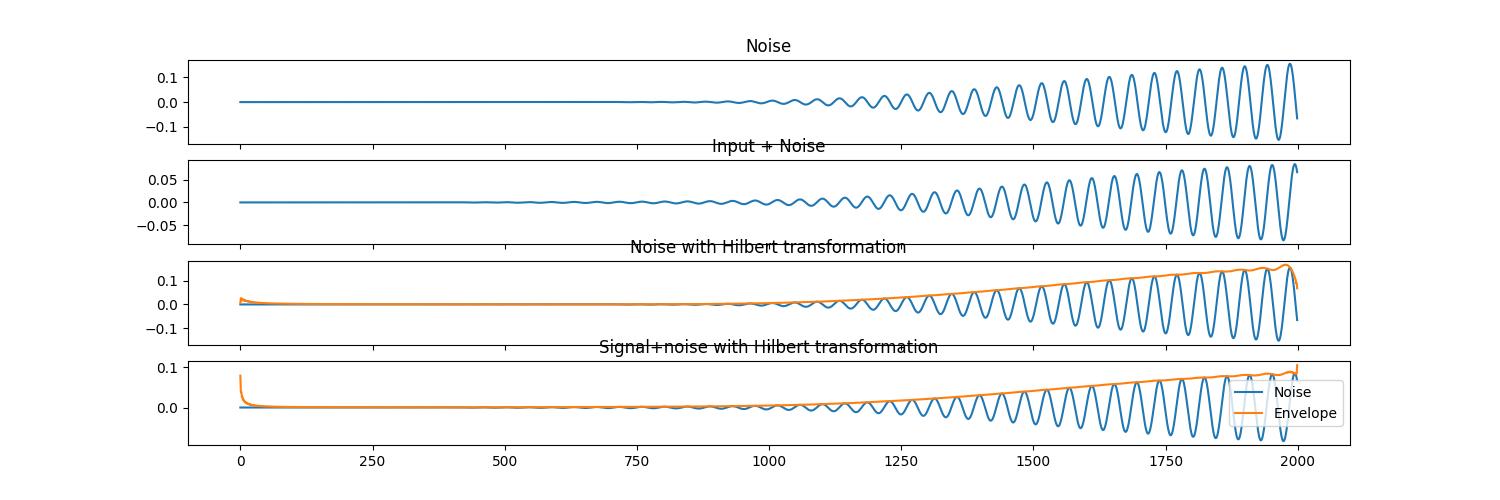 Noise
0.1
0.0
−0.1
Input + Noise
0.05
0.00
−0.05
Noise with Hilbert transformation
0.1
0.0
−0.1
Signal+noise with Hilbert transformation
0.1
0.0
Noise
Envelope
0 250 500 750 1000 1250 1500 1750 2000